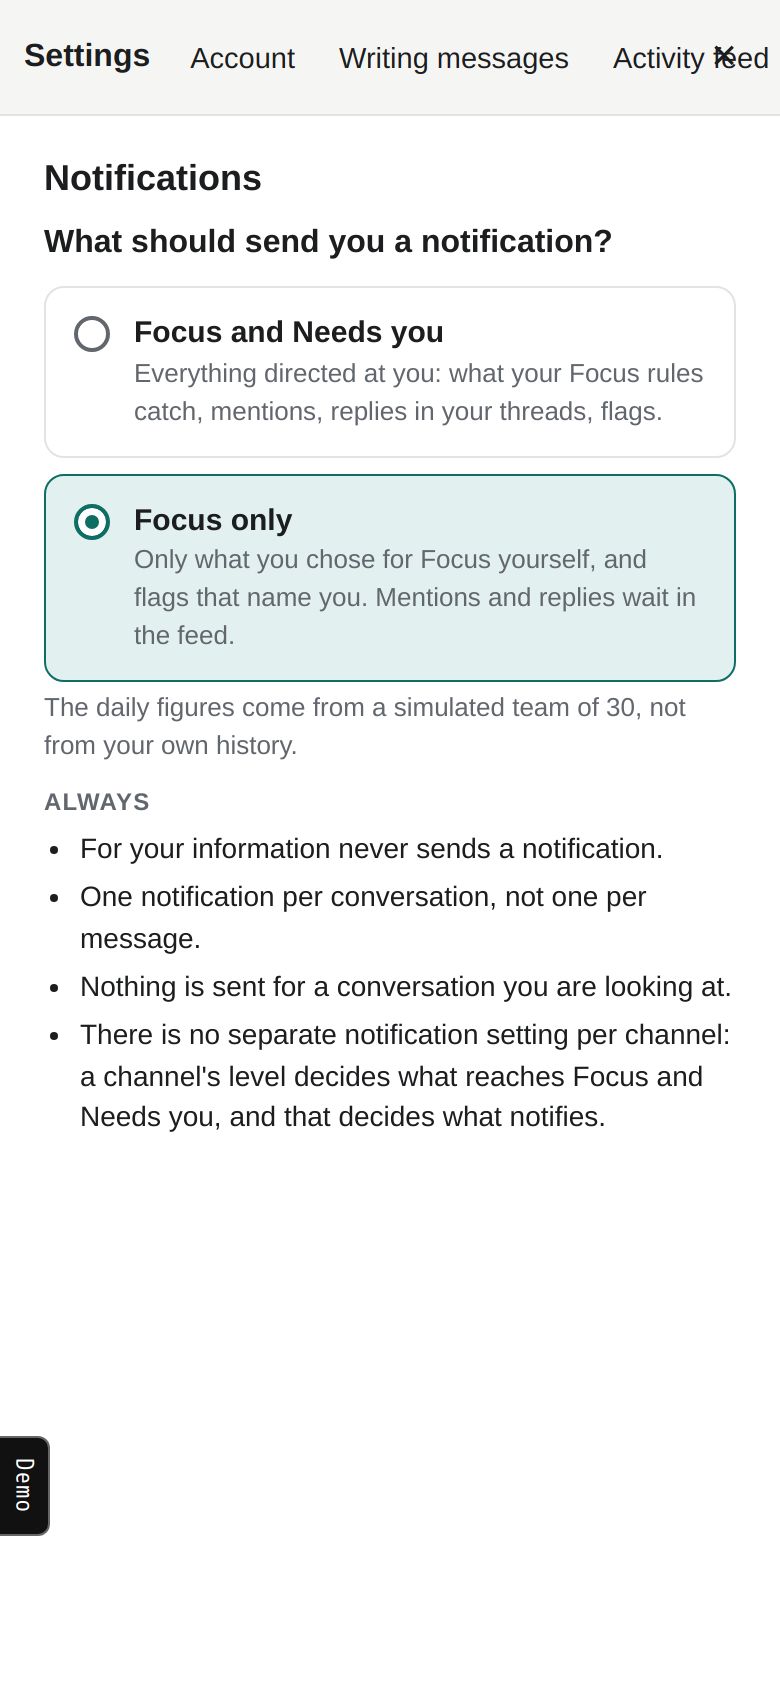 Settings Account Writing messages Activity feed ✕
Notifications
What should send you a notification?
Focus and Needs you
Everything directed at you: what your Focus rules
catch, mentions, replies in your threads, flags.
Focus only
Only what you chose for Focus yourself, and
flags that name you. Mentions and replies wait in
the feed.
The daily figures come from a simulated team of 30, not
from your own history.
ALWAYS
• For your information never sends a notification.
• One notification per conversation, not one per
message.
• Nothing is sent for a conversation you are looking at.
• There is no separate notification setting per channel:
a channel's level decides what reaches Focus and
Needs you, and that decides what notifies.
Demo